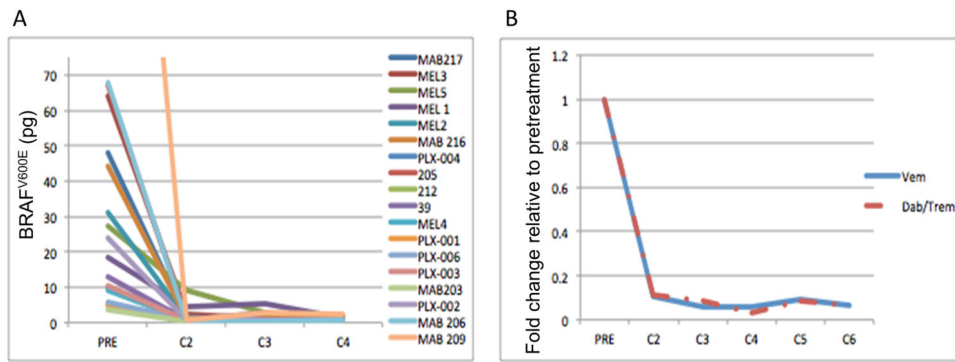 A
BRAF^V600E (pg)
70
60
50
40
30
20
10
0
PRE C2 C3 C4
MAB217
MEL3
MEL5
MEL 1
MEL2
MAB 216
PLX-004
205
212
39
MEL4
PLX-001
PLX-006
PLX-003
MAB203
PLX-002
MAB 206
MAB 209
B
Fold change relative to pretreatment
1.2
1
0.8
0.6
0.4
0.2
0
PRE C2 C3 C4 C5 C6
Vem
Dab/Trem